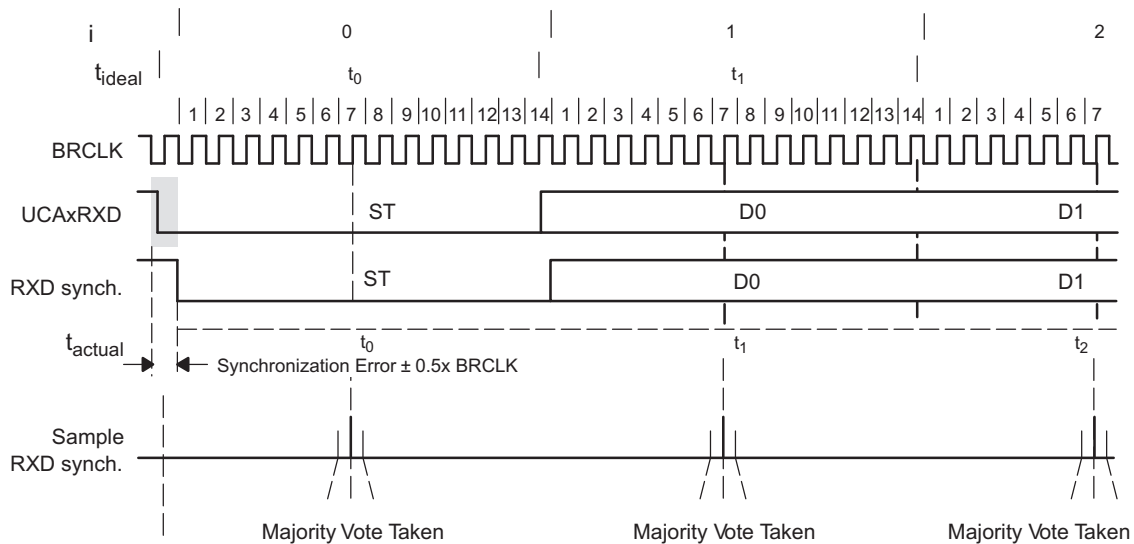 i 0 1 2
tideal t0 t1
1 2 3 4 5 6 7 8 9 10 11 12 13 14 1 2 3 4 5 6 7 8 9 10 11 12 13 14 1 2 3 4 5 6 7
BRCLK
UCAxRXD ST D0 D1
RXD synch. ST D0 D1
tactual t0 t1 t2
Synchronization Error ± 0.5x BRCLK
Sample
RXD synch.
Majority Vote Taken Majority Vote Taken Majority Vote Taken